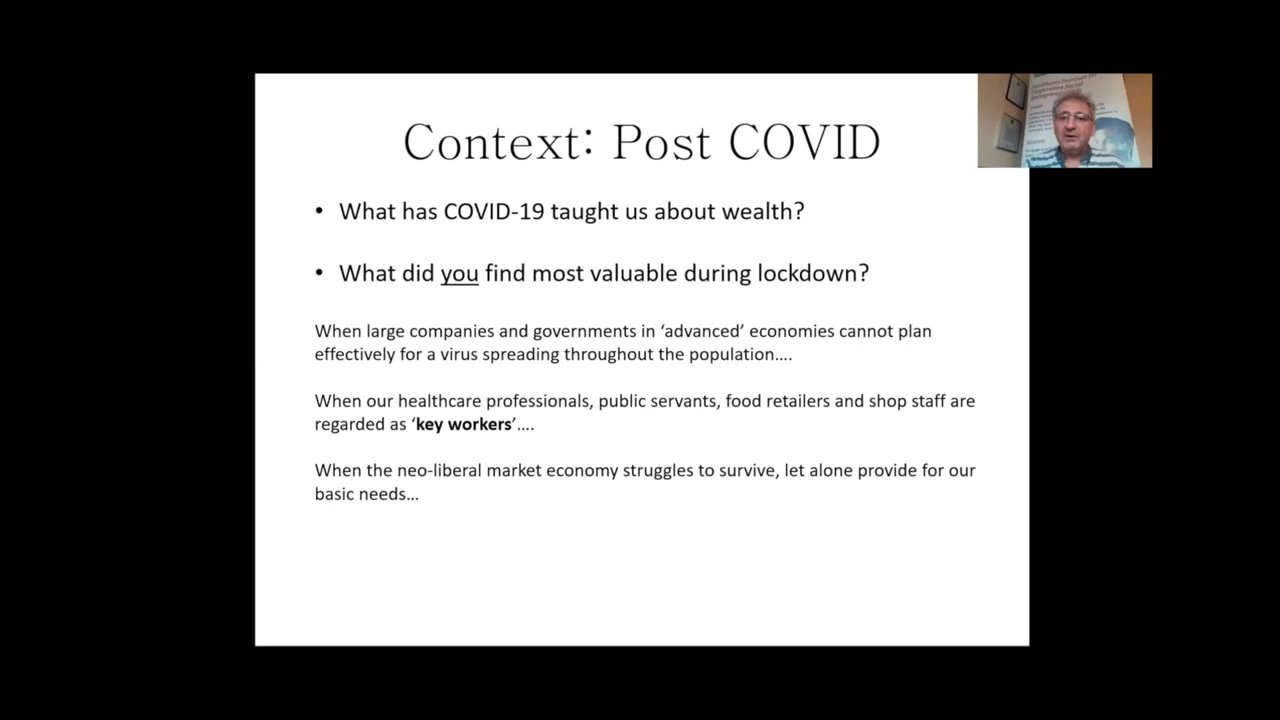 Context: Post COVID
• What has COVID-19 taught us about wealth?
• What did you find most valuable during lockdown?
When large companies and governments in ‘advanced’ economies cannot plan
effectively for a virus spreading throughout the population….
When our healthcare professionals, public servants, food retailers and shop staff are
regarded as ‘key workers’….
When the neo-liberal market economy struggles to survive, let alone provide for our
basic needs…